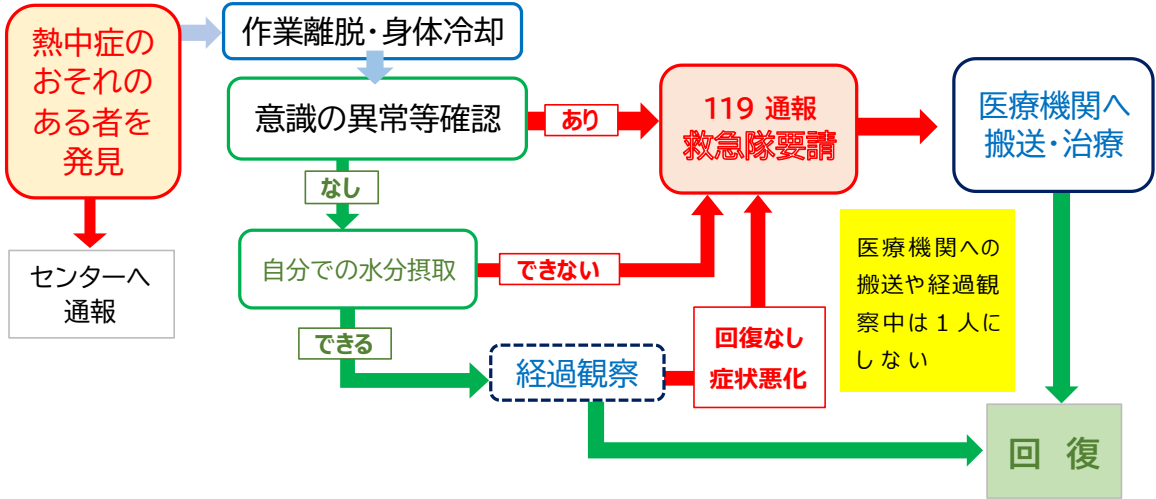 熱中症の
おそれの
ある者を
発見
作業離脱・身体冷却
意識の異常等確認
あり
119 通報
救急隊要請
医療機関へ
搬送・治療
なし
センターへ
通報
自分での水分摂取
できない
医療機関への
搬送や経過観
察中は１人に
しない
できる
経過観察
回復なし
症状悪化
回 復